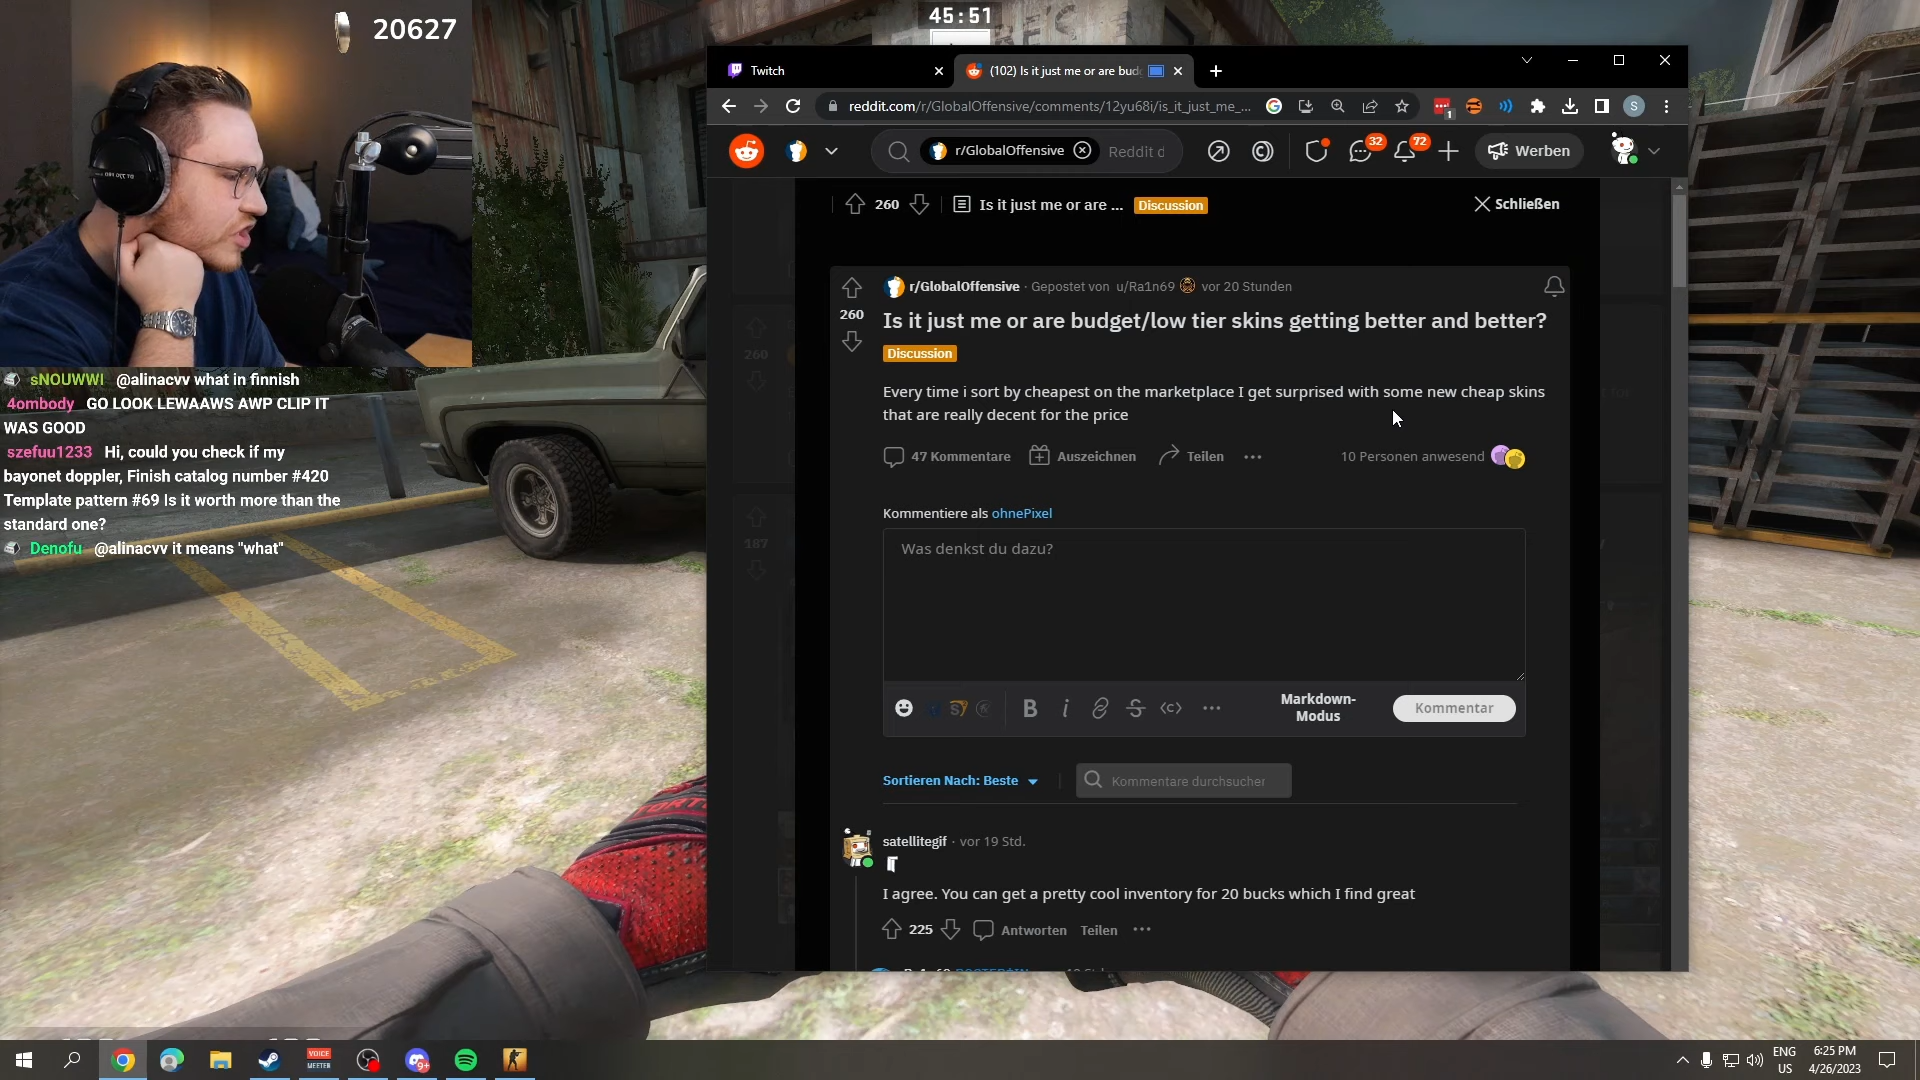 20627
45:51
Twitch
(102) Is it just me or are bud
reddit.com/r/GlobalOffensive/comments/12yu68i/is_it_just_me_...
1
S
r/GlobalOffensive
Reddit d
32
72
Werben
260
Is it just me or are ...
Discussion
Schließen
r/GlobalOffensive · Gepostet von u/Ra1n69 vor 20 Stunden
260
Is it just me or are budget/low tier skins getting better and better?
Discussion
Every time i sort by cheapest on the marketplace I get surprised with some new cheap skins
that are really decent for the price
47 Kommentare
Auszeichnen
Teilen
10 Personen anwesend
Kommentiere als ohnePixel
Was denkst du dazu?
Markdown-
Modus
Kommentar
Sortieren Nach: Beste
Kommentare durchsuchen
satellitegif · vor 19 Std.
I agree. You can get a pretty cool inventory for 20 bucks which I find great
225
Antworten
Teilen
sNOUWWI @alinacvv what in finnish
4ombody GO LOOK LEWAAWS AWP CLIP IT
WAS GOOD
szefuu1233 Hi, could you check if my
bayonet doppler, Finish catalog number #420
Template pattern #69 Is it worth more than the
standard one?
Denofu @alinacvv it means "what"
260
187
VOICE
MEETER
9+
ENG
US
6:25 PM
4/26/2023